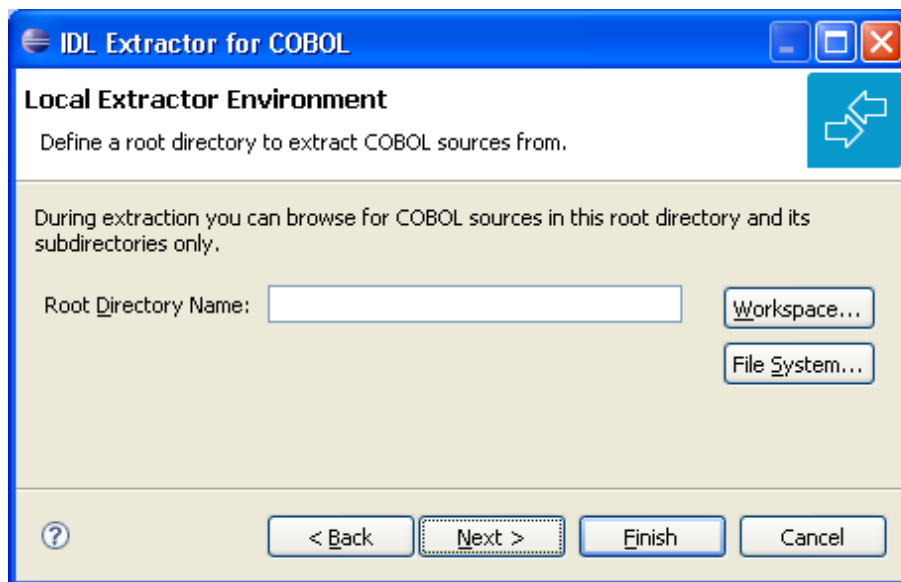 IDL Extractor for COBOL
Local Extractor Environment
Define a root directory to extract COBOL sources from.
During extraction you can browse for COBOL sources in this root directory and its
subdirectories only.
Root Directory Name:
Workspace...
File System...
?
< Back
Next >
Finish
Cancel